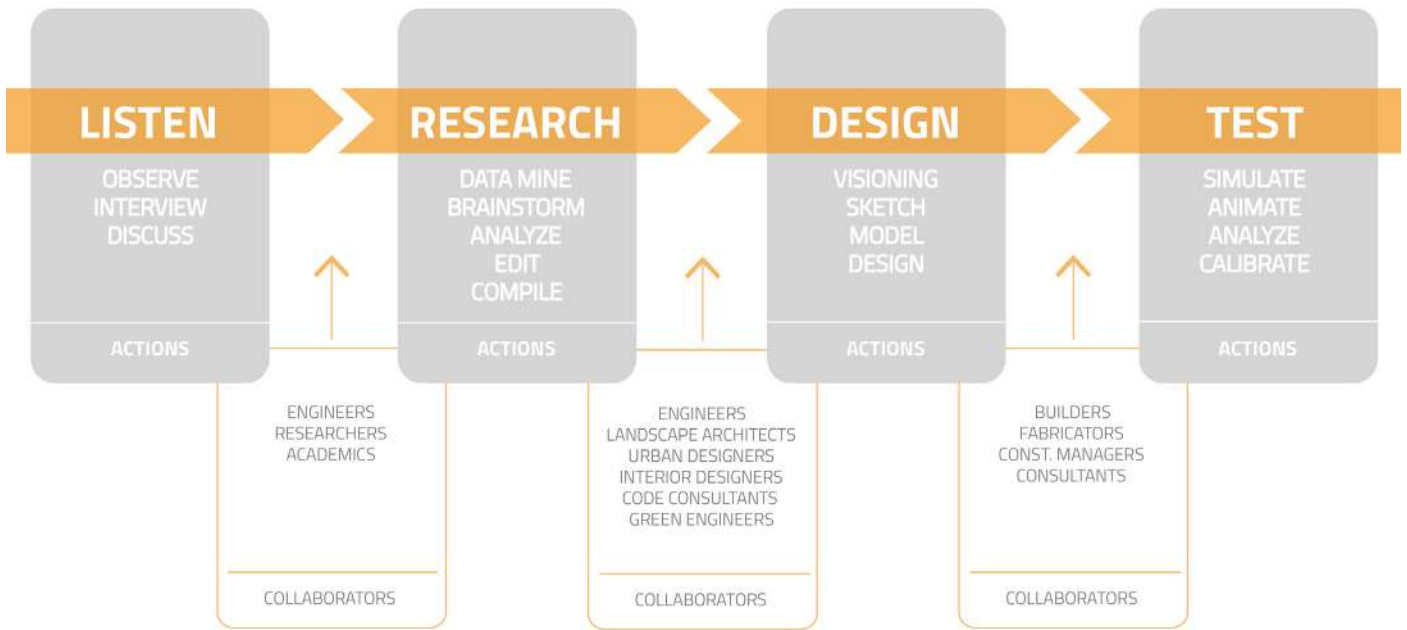 LISTEN
OBSERVE
INTERVIEW
DISCUSS
ACTIONS
RESEARCH
DATA MINE
BRAINSTORM
ANALYZE
EDIT
COMPILE
ACTIONS
DESIGN
VISIONING
SKETCH
MODEL
DESIGN
ACTIONS
TEST
SIMULATE
ANIMATE
ANALYZE
CALIBRATE
ACTIONS
ENGINEERS
RESEARCHERS
ACADEMICS
COLLABORATORS
ENGINEERS
LANDSCAPE ARCHITECTS
URBAN DESIGNERS
INTERIOR DESIGNERS
CODE CONSULTANTS
GREEN ENGINEERS
COLLABORATORS
BUILDERS
FABRICATORS
CONST. MANAGERS
CONSULTANTS
COLLABORATORS